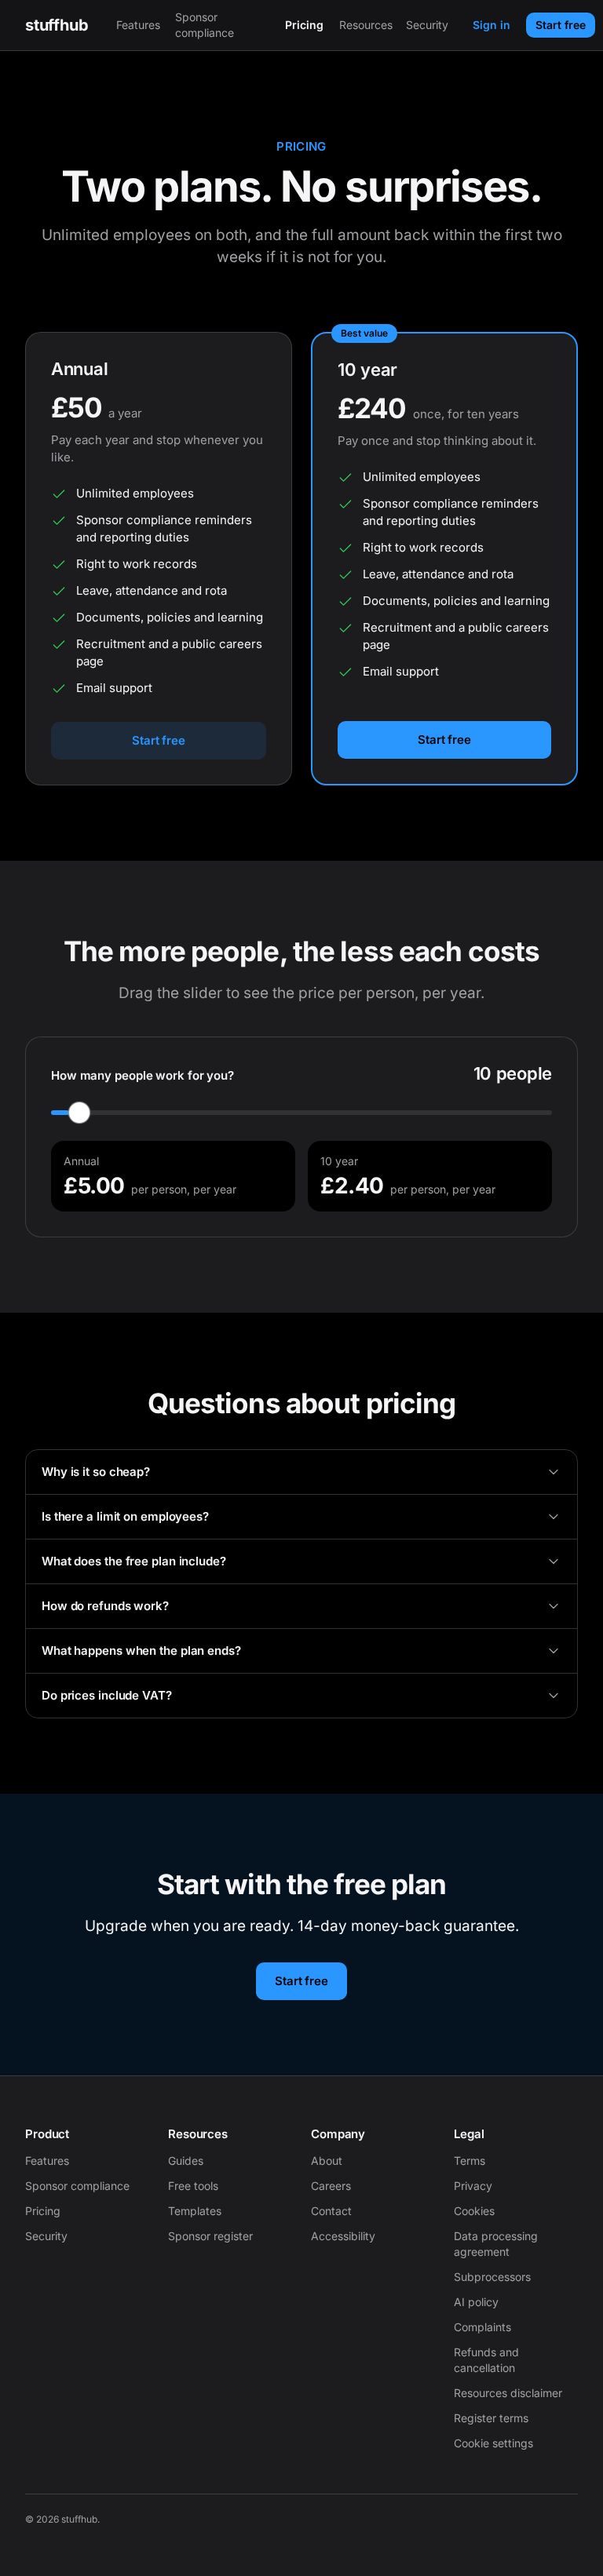 stuffhub
Features
Sponsor
compliance
Pricing
Resources
Security
Sign in
Start free
PRICING
Two plans. No surprises.
Unlimited employees on both, and the full amount back within the first two
weeks if it is not for you.
Annual
£50 a year
Pay each year and stop whenever you
like.
Unlimited employees
Sponsor compliance reminders
and reporting duties
Right to work records
Leave, attendance and rota
Documents, policies and learning
Recruitment and a public careers
page
Email support
Start free
Best value
10 year
£240 once, for ten years
Pay once and stop thinking about it.
Unlimited employees
Sponsor compliance reminders
and reporting duties
Right to work records
Leave, attendance and rota
Documents, policies and learning
Recruitment and a public careers
page
Email support
Start free
The more people, the less each costs
Drag the slider to see the price per person, per year.
How many people work for you?
10 people
Annual
£5.00 per person, per year
10 year
£2.40 per person, per year
Questions about pricing
Why is it so cheap?
Is there a limit on employees?
What does the free plan include?
How do refunds work?
What happens when the plan ends?
Do prices include VAT?
Start with the free plan
Upgrade when you are ready. 14-day money-back guarantee.
Start free
Product
Features
Sponsor compliance
Pricing
Security
Resources
Guides
Free tools
Templates
Sponsor register
Company
About
Careers
Contact
Accessibility
Legal
Terms
Privacy
Cookies
Data processing
agreement
Subprocessors
AI policy
Complaints
Refunds and
cancellation
Resources disclaimer
Register terms
Cookie settings
© 2026 stuffhub.